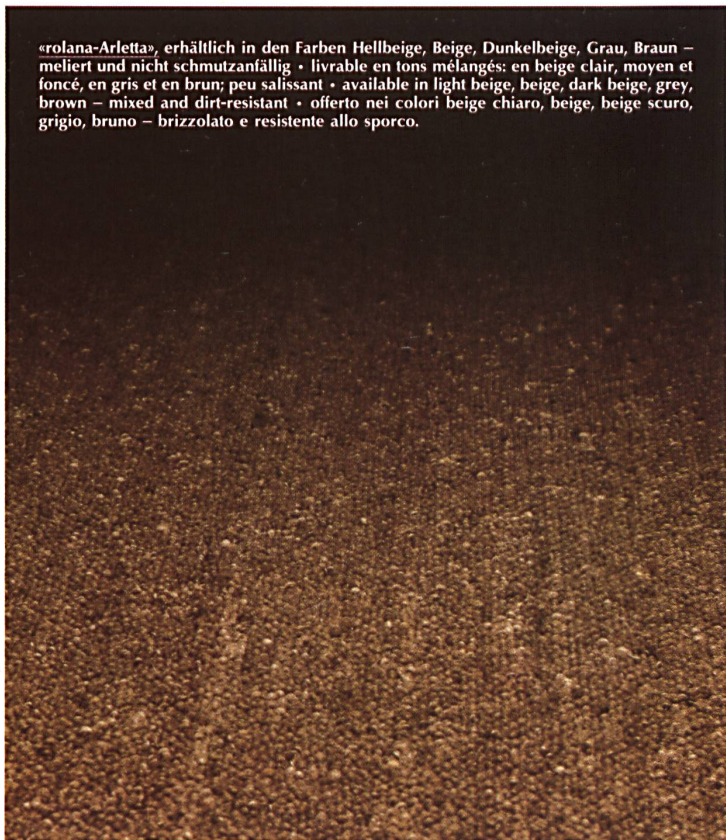 «rolana-Arletta», erhältlich in den Farben Hellbeige, Beige, Dunkelbeige, Grau, Braun –
meliert und nicht schmutzanfällig • livrable en tons mélangés: en beige clair, moyen et
foncé, en gris et en brun; peu salissant • available in light beige, beige, dark beige, grey,
brown – mixed and dirt-resistant • offerto nei colori beige chiaro, beige, beige scuro,
grigio, bruno – brizzolato e resistente allo sporco.